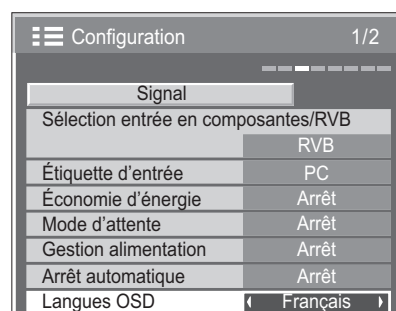 Configuration 1/2
Signal
Sélection entrée en composantes/RVB
RVB
Étiquette d'entrée PC
Économie d'énergie Arrêt
Mode d'attente Arrêt
Gestion alimentation Arrêt
Arrêt automatique Arrêt
Langues OSD Français